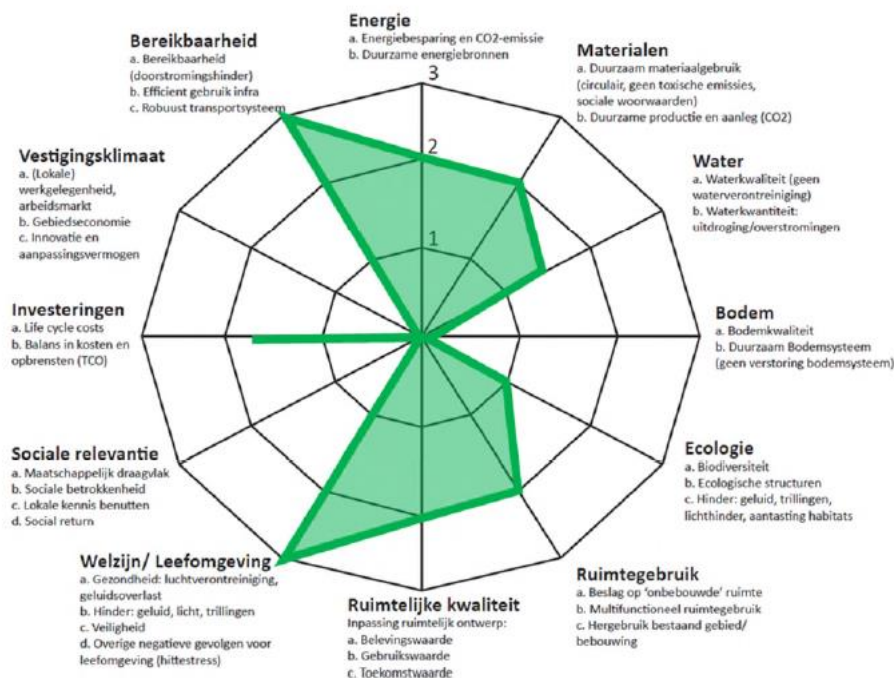 Energie
a. Energiebesparing en CO2-emissie
b. Duurzame energiebronnen
Materialen
a. Duurzaam materiaalgebruik
(circulair, geen toxische emissies,
sociale woorwaarden)
b. Duurzame productie en aanleg (CO2)
Water
a. Waterkwaliteit (geen
waterverontreiniging)
b. Waterkwantiteit:
uitdroging/overstromingen
Bodem
a. Bodemkwaliteit
b. Duurzaam Bodemsysteem
(geen verstoring bodemsysteem)
Ecologie
a. Biodiversiteit
b. Ecologische structuren
c. Hinder: geluid, trillingen,
lichthinder, aantasting habitats
Ruimtegebruik
a. Beslag op ‘onbebouwde’ ruimte
b. Multifunctioneel ruimtegebruik
c. Hergebruik bestaand gebied/
bebouwing
Ruimtelijke kwaliteit
Inpassing ruimtelijk ontwerp:
a. Belevingswaarde
b. Gebruikswaarde
c. Toekomstwaarde
Welzijn/ Leefomgeving
a. Gezondheid: luchtverontreiniging,
geluidsoverlast
b. Hinder: geluid, licht, trillingen
c. Veiligheid
d. Overige negatieve gevolgen voor
leefomgeving (hittestress)
Sociale relevantie
a. Maatschappelijk draagvlak
b. Sociale betrokkenheid
c. Lokale kennis benutten
d. Social return
Investeringen
a. Life cycle costs
b. Balans in kosten en
opbrensten (TCO)
Vestigingsklimaat
a. (Lokale)
werkgelegenheid,
arbeidsmarkt
b. Gebiedseconomie
c. Innovatie en
aanpassingsvermogen
Bereikbaarheid
a. Bereikbaarheid
(doorstromingshinder)
b. Efficient gebruik infra
c. Robuust transportsysteem
3
2
1